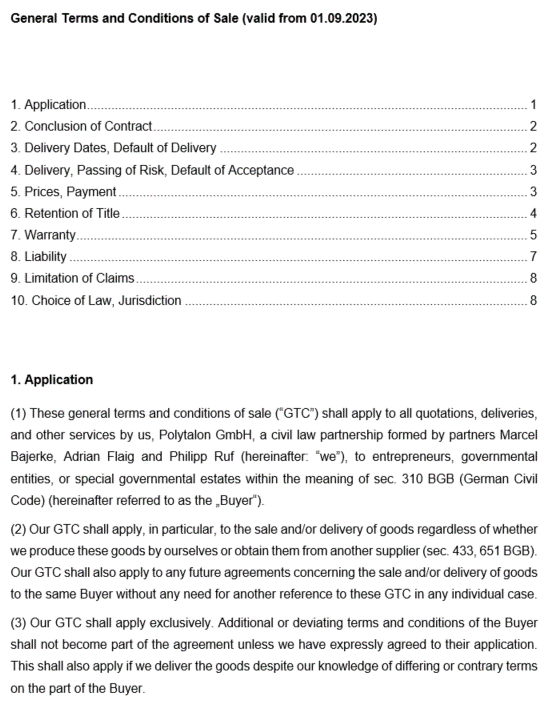 General Terms and Conditions of Sale (valid from 01.09.2023)
1. Application 1
2. Conclusion of Contract 2
3. Delivery Dates, Default of Delivery 2
4. Delivery, Passing of Risk, Default of Acceptance 3
5. Prices, Payment 3
6. Retention of Title 4
7. Warranty 5
8. Liability 7
9. Limitation of Claims 8
10. Choice of Law, Jurisdiction 8
1. Application
(1) These general terms and conditions of sale (“GTC”) shall apply to all quotations, deliveries,
and other services by us, Polytalon GmbH, a civil law partnership formed by partners Marcel
Bajerke, Adrian Flaig and Philipp Ruf (hereinafter: “we”), to entrepreneurs, governmental
entities, or special governmental estates within the meaning of sec. 310 BGB (German Civil
Code) (hereinafter referred to as the „Buyer“).
(2) Our GTC shall apply, in particular, to the sale and/or delivery of goods regardless of whether
we produce these goods by ourselves or obtain them from another supplier (sec. 433, 651 BGB).
Our GTC shall also apply to any future agreements concerning the sale and/or delivery of goods
to the same Buyer without any need for another reference to these GTC in any individual case.
(3) Our GTC shall apply exclusively. Additional or deviating terms and conditions of the Buyer
shall not become part of the agreement unless we have expressly agreed to their application.
This shall also apply if we deliver the goods despite our knowledge of differing or contrary terms
on the part of the Buyer.